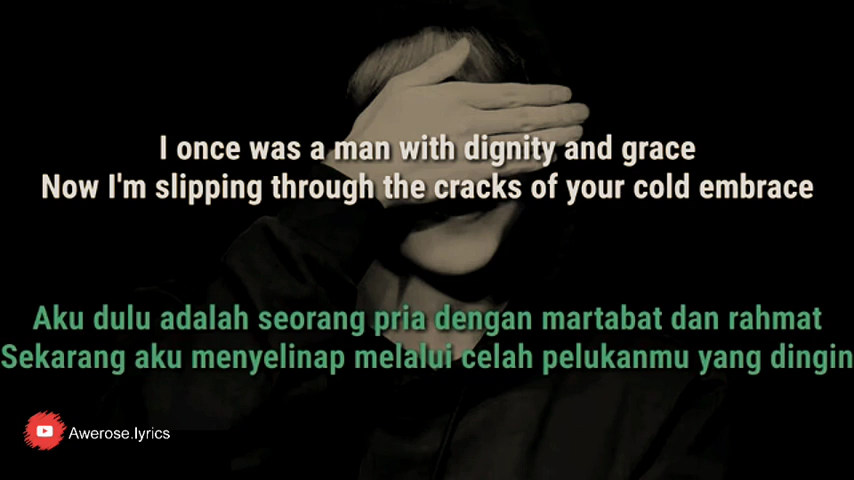 I once was a man with dignity and grace
Now I'm slipping through the cracks of your cold embrace
Aku dulu adalah seorang pria dengan martabat dan rahmat
Sekarang aku menyelinap melalui celah pelukanmu yang dingin
Awerose.lyrics